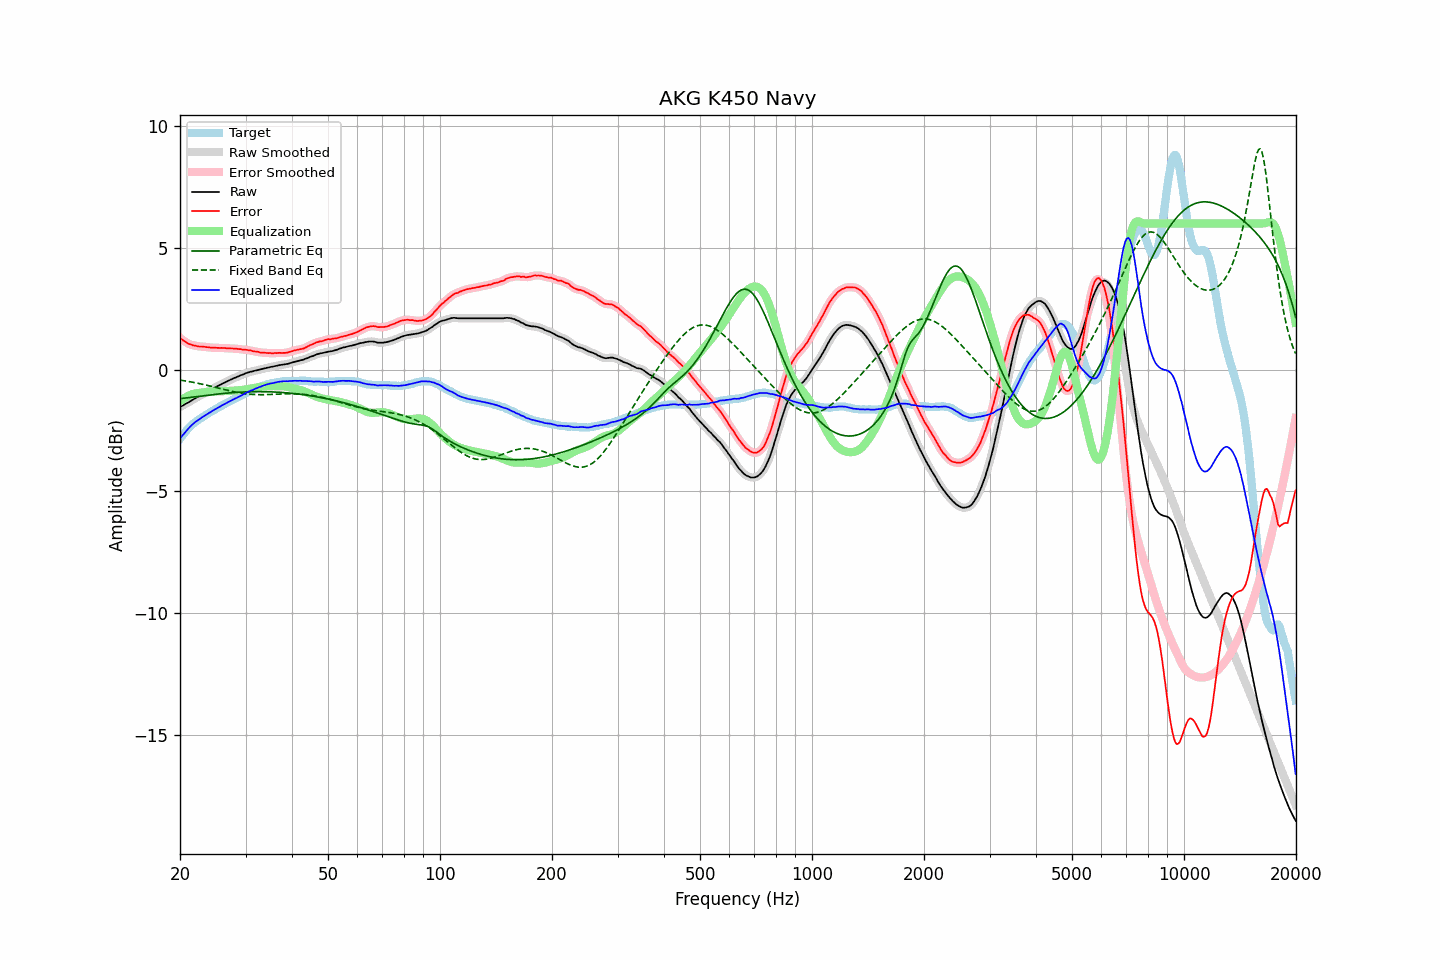 AKG K450 Navy
Target
Raw Smoothed
Error Smoothed
Raw
Error
Equalization
Parametric Eq
Fixed Band Eq
Equalized
10
5
0
−5
−10
−15
Amplitude (dBr)
20 50 100 200 500 1000 2000 5000 10000 20000
Frequency (Hz)